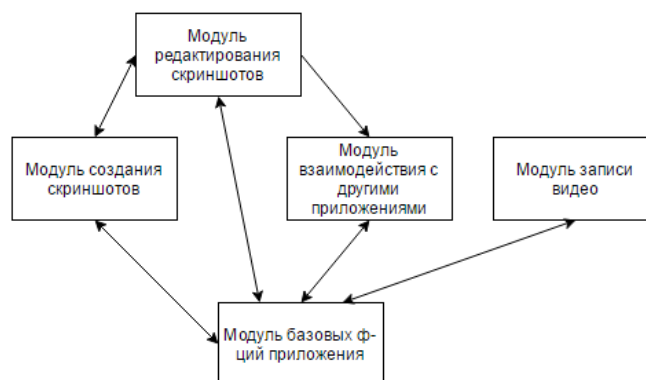 Модуль
редактирования
скриншотов
Модуль создания
скриншотов
Модуль
взаимодействия с
другими
приложениями
Модуль записи
видео
Модуль базовых ф-
ций приложения